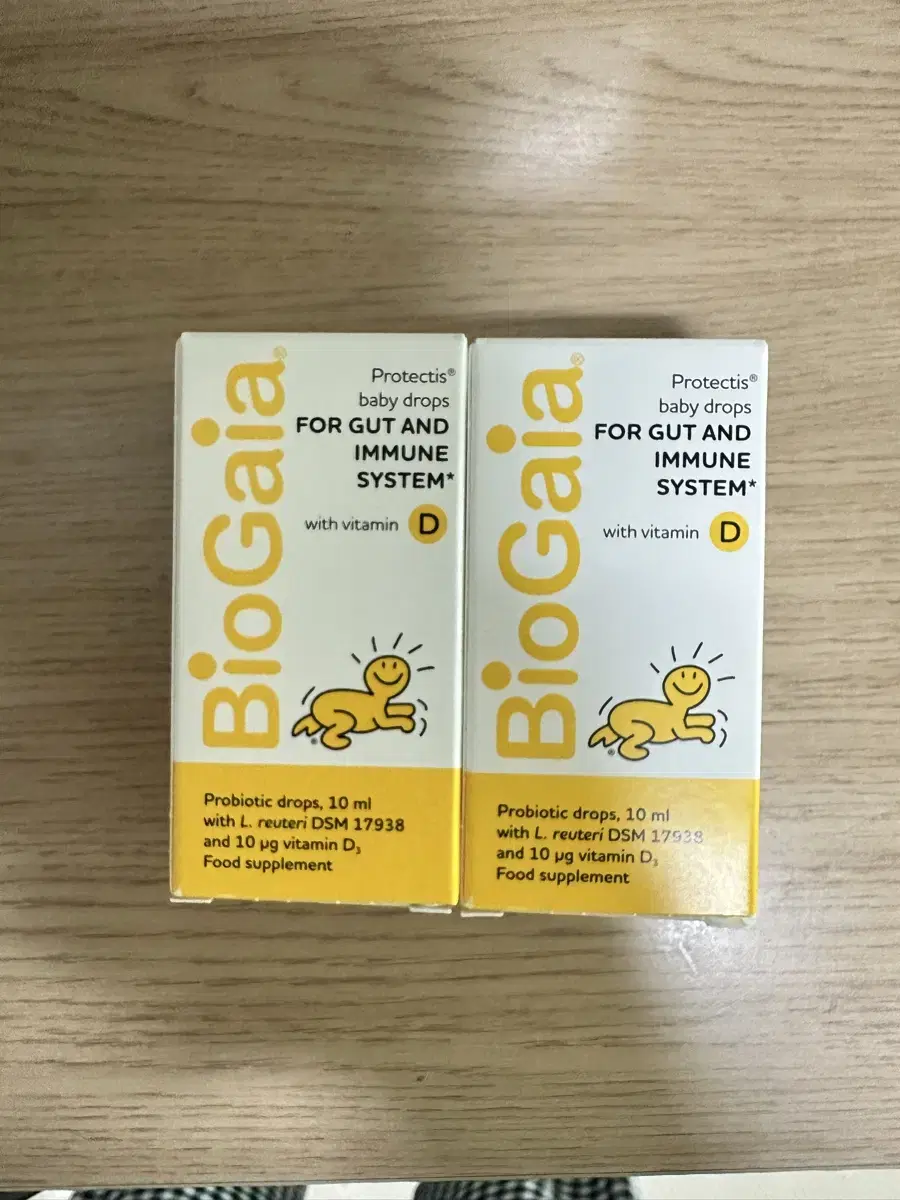 BioGaia®
Protectis®
baby drops
FOR GUT AND
IMMUNE
SYSTEM*
with vitamin D
Probiotic drops, 10 ml
with L. reuteri DSM 17938
and 10 µg vitamin D₃
Food supplement
BioGaia®
Protectis®
baby drops
FOR GUT AND
IMMUNE
SYSTEM*
with vitamin D
Probiotic drops, 10 ml
with L. reuteri DSM 17938
and 10 µg vitamin D₃
Food supplement